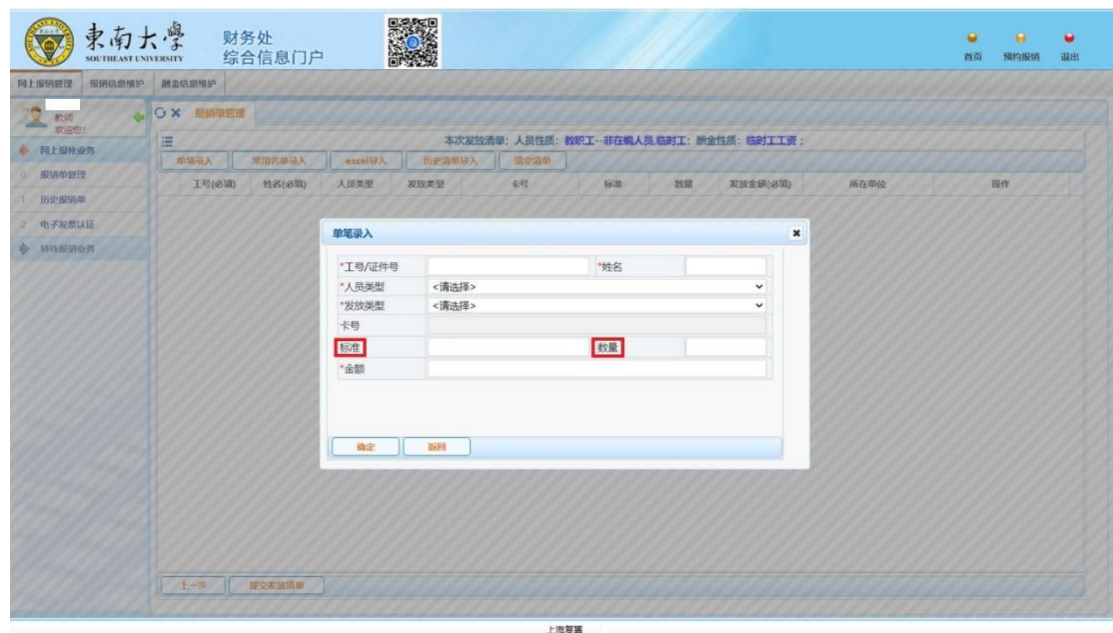 東南大學
SOUTHEAST UNIVERSITY
财务处
综合信息门户
首页 预约报销 退出
网上报销管理 报销信息维护 酬金信息维护
教师
欢迎您!
报销单管理
网上报帐业务
0 报销单管理
1 历史报销单
2 电子发票认证
特殊报销业务
本次发放清单：人员性质：教职工--非在编人员,临时工；酬金性质：临时工工资；
单笔录入 常用名单录入 excel导入 历史清单导入 清空清单
工号(必填) 姓名(必填) 人员类型 发放类型 卡号 标准 数量 发放金额(必填) 所在单位 操作
单笔录入
*工号/证件号 *姓名
*人员类型 <请选择>
*发放类型 <请选择>
卡号
标准 数量
*金额
确定 返回
上一步 提交发放清单
上海复翼